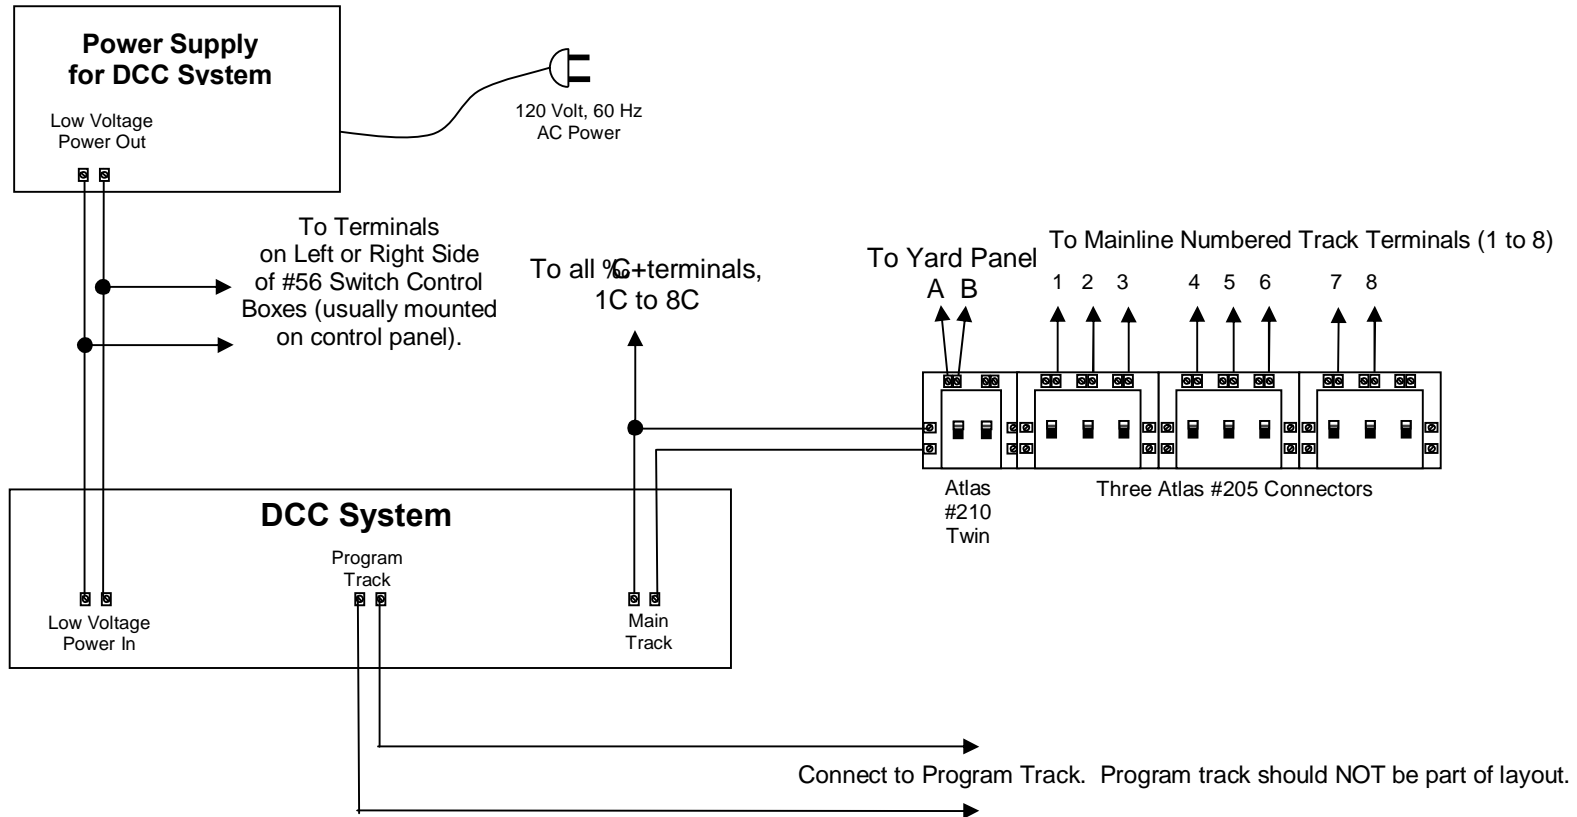 Power Supply
for DCC System
Low Voltage
Power Out
120 Volt, 60 Hz
AC Power
To Terminals
on Left or Right Side
of #56 Switch Control
Boxes (usually mounted
on control panel).
To all ‰C+terminals,
1C to 8C
To Yard Panel
A B
To Mainline Numbered Track Terminals (1 to 8)
1 2 3 4 5 6 7 8
Atlas
#210
Twin
Three Atlas #205 Connectors
DCC System
Program
Track
Low Voltage
Power In
Main
Track
Connect to Program Track. Program track should NOT be part of layout.